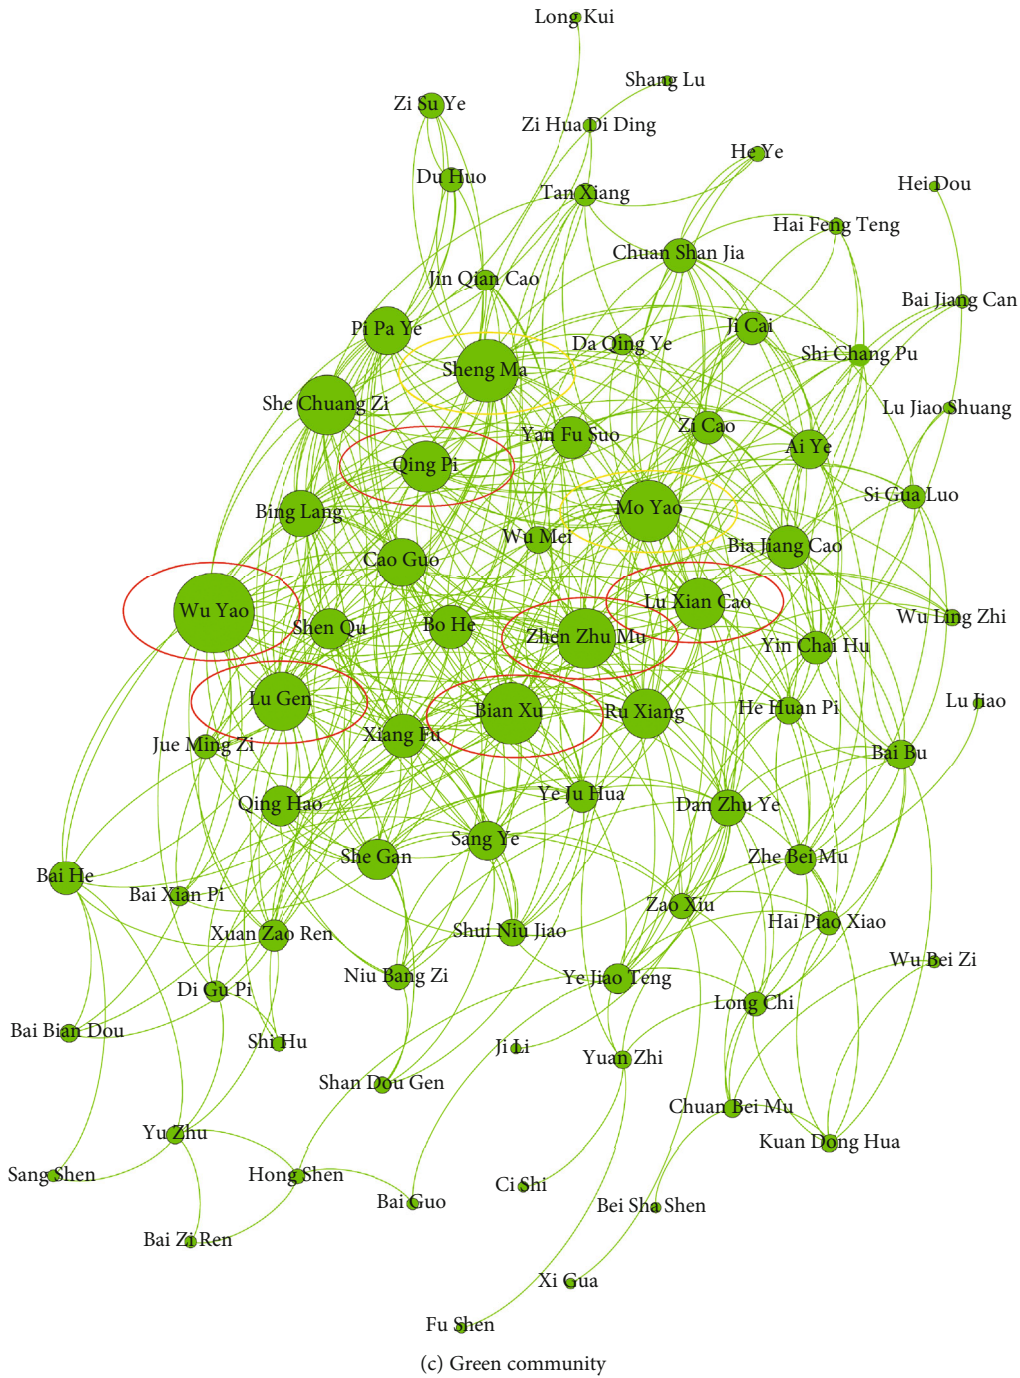 Long Kui
Shang Lu
Zi Su Ye
Zi Hua Di Ding
He Ye
Du Huo
Tan Xiang
Hei Dou
Hai Feng Teng
Chuan Shan Jia
Jin Qian Cao
Bai Jiang Can
Pi Pa Ye
Ji Cai
Da Qing Ye
Shi Chang Pu
Sheng Ma
She Chuang Zi
Lu Jiao Shuang
Zi Cao
Yan Fu Suo
Ai Ye
Qing Pi
Si Gua Luo
Mo Yao
Bing Lang
Wu Mei
Bia Jiang Cao
Cao Guo
Lu Xian Cao
Wu Yao
Wu Ling Zhi
Bo He
Shen Qu
Zhen Zhu Mu
Yin Chai Hu
Lu Gen
Lu Jiao
He Huan Pi
Bian Xu
Ru Xiang
Xiang Fu
Jue Ming Zi
Bai Bu
Ye Ju Hua
Qing Hao
Dan Zhu Ye
Sang Ye
She Gan
Zhe Bei Mu
Bai He
Bai Xian Pi
Zao Xiu
Hai Piao Xiao
Shui Niu Jiao
Xuan Zao Ren
Wu Bei Zi
Niu Bang Zi
Ye Jiao Teng
Di Gu Pi
Long Chi
Bai Bian Dou
Shi Hu
Ji Li
Yuan Zhi
Shan Dou Gen
Chuan Bei Mu
Yu Zhu
Kuan Dong Hua
Sang Shen
Hong Shen
Ci Shi
Bai Guo
Bei Sha Shen
Bai Zi Ren
Xi Gua
Fu Shen
(c) Green community